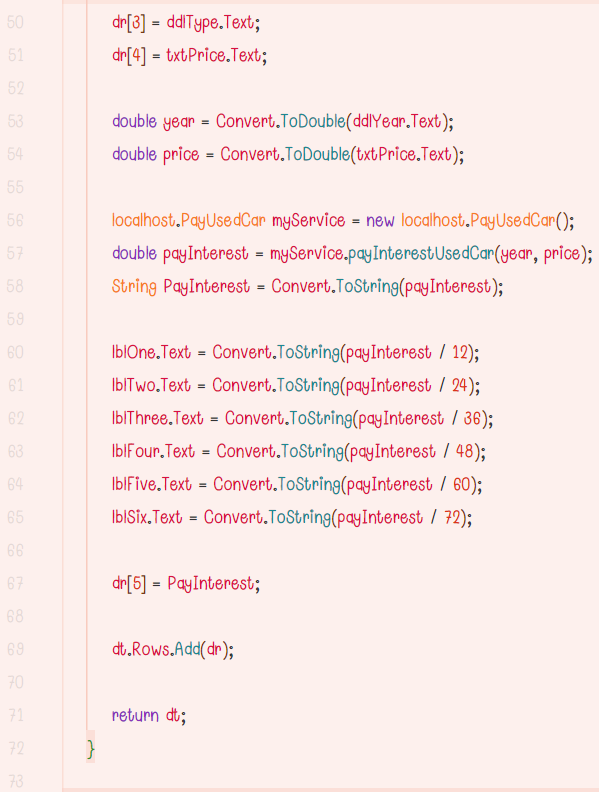 50 dr[3] = ddlType.Text;
51 dr[4] = txtPrice.Text;
52
53 double year = Convert.ToDouble(ddlYear.Text);
54 double price = Convert.ToDouble(txtPrice.Text);
55
56 localhost.PayUsedCar myService = new localhost.PayUsedCar();
57 double payInterest = myService.payInterestUsedCar(year, price);
58 String PayInterest = Convert.ToString(payInterest);
59
60 lblOne.Text = Convert.ToString(payInterest / 12);
61 lblTwo.Text = Convert.ToString(payInterest / 24);
62 lblThree.Text = Convert.ToString(payInterest / 36);
63 lblFour.Text = Convert.ToString(payInterest / 48);
64 lblFive.Text = Convert.ToString(payInterest / 60);
65 lblSix.Text = Convert.ToString(payInterest / 72);
66
67 dr[5] = PayInterest;
68
69 dt.Rows.Add(dr);
70
71 return dt;
72 }
73